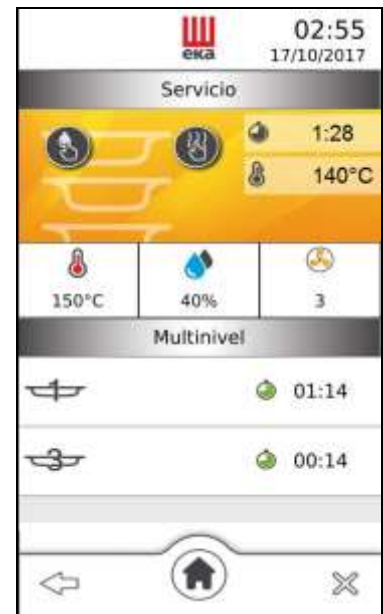 eka
02:55
17/10/2017
Servicio
1:28
140°C
150°C
40%
3
Multinivel
1
01:14
3
00:14